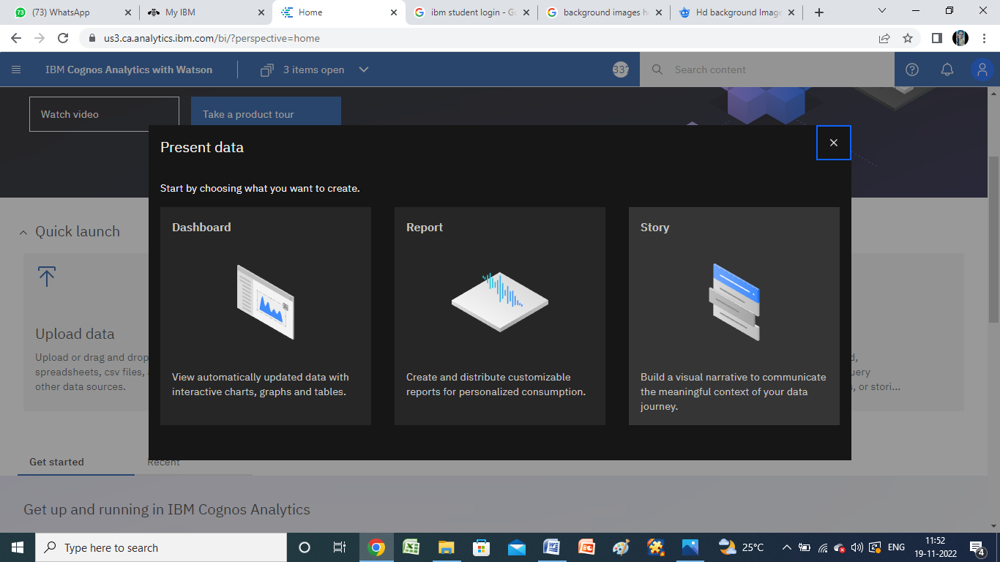 (73) WhatsApp
My IBM
Home
ibm student login - Go
background images h
Hd background Image
us3.ca.analytics.ibm.com/bi/?perspective=home
IBM Cognos Analytics with Watson
3 items open
33?
Search content
Watch video
Take a product tour
Present data
Start by choosing what you want to create.
Dashboard
Report
Story
View automatically updated data with
interactive charts, graphs and tables.
Create and distribute customizable
reports for personalized consumption.
Build a visual narrative to communicate
the meaningful context of your data
journey.
Quick launch
Upload data
Upload or drag and drop
spreadsheets, csv files,
other data sources.
d,
uery
s, or stori...
Get started
Recent
Get up and running in IBM Cognos Analytics
Type here to search
25°C
ENG
11:52
19-11-2022
4